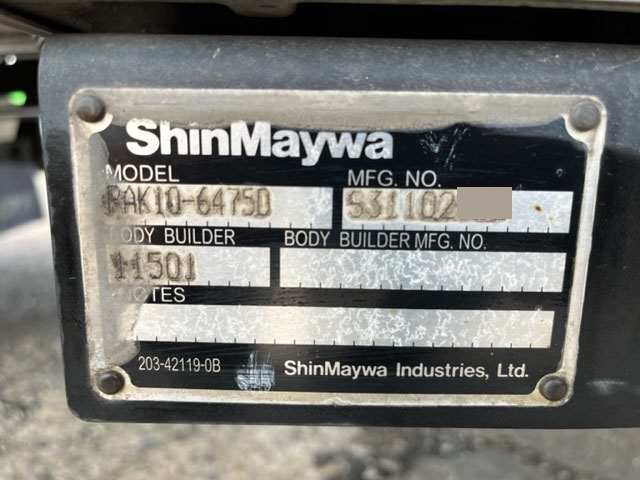 ShinMaywa
MODEL MFG. NO.
RAK10-6475D S31102
BODY BUILDER BODY BUILDER MFG. NO.
11501
NOTES
203-42119-0B ShinMaywa Industries, Ltd.